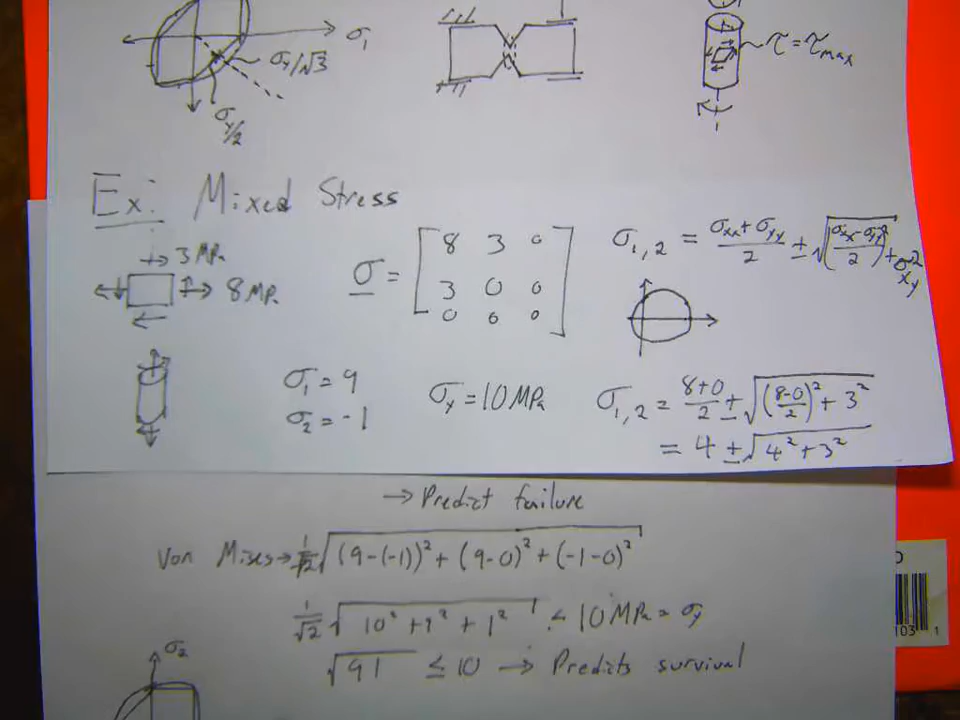 σ₁
σᵧ/√3
σᵧ/2
τ = τmax
Ex: Mixed Stress
3 MPa
8 MPa
σ = [8 3 0
3 0 0
0 0 0]
σ₁,₂ = (σxx + σyy)/2 ± √(((σxx - σyy)/2)² + σxy²)
σ₁ = 9
σ₂ = -1
σy = 10 MPa
σ₁,₂ = (8+0)/2 ± √(((8-0)/2)² + 3²)
= 4 ± √(4² + 3²)
→ Predict failure
Von Mises → 1/√2 √((9-(-1))² + (9-0)² + (-1-0)²)
1/√2 √(10² + 9² + 1²) < 10 MPa = σy
√91 ≤ 10 → Predicts survival
σ₂
103 1